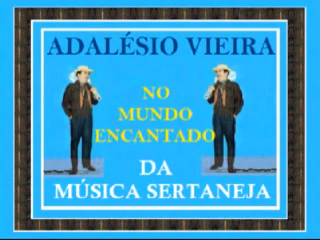 ADALÉSIO VIEIRA
NO
MUNDO
ENCANTADO
DA
MÚSICA SERTANEJA